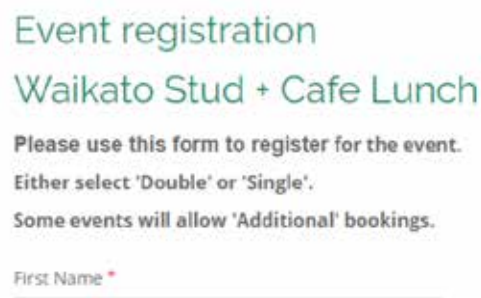 Event registration
Waikato Stud + Cafe Lunch
Please use this form to register for the event.
Either select 'Double' or 'Single'.
Some events will allow 'Additional' bookings.
First Name *